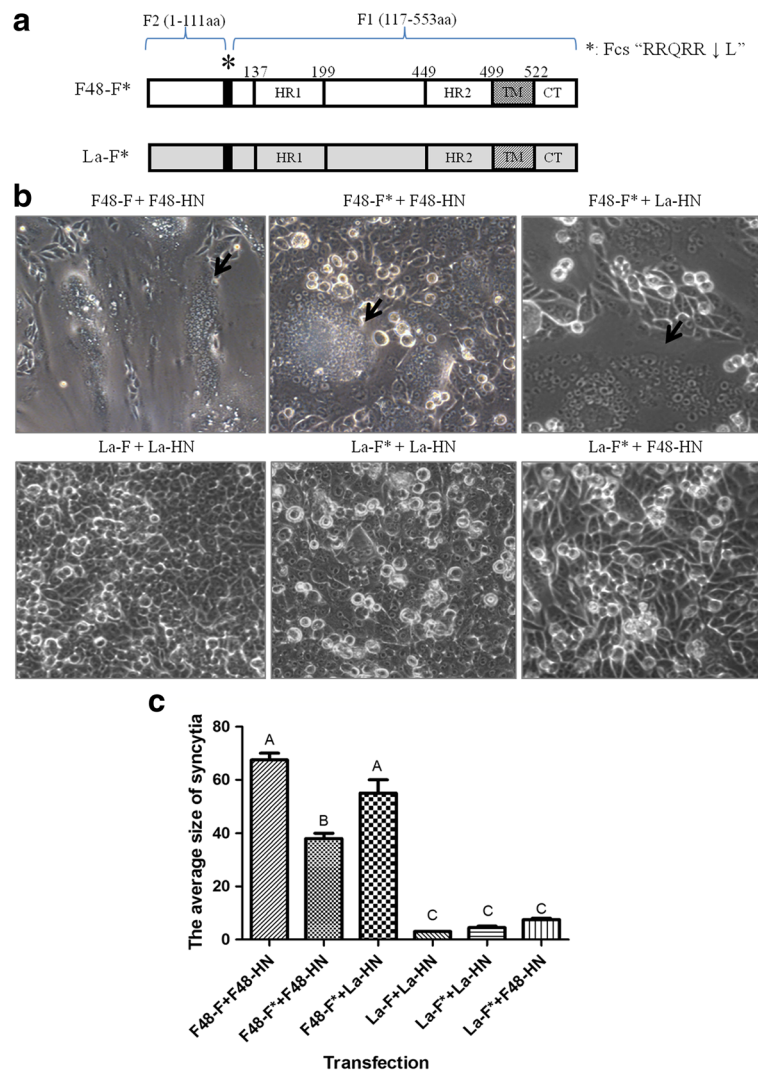 a
F2 (1-111aa)
F1 (117-553aa)
*: Fcs “RRQRR ↓ L”
*
137
199
449
499
522
F48-F*
HR1
HR2
TM
CT
La-F*
HR1
HR2
TM
CT
b
F48-F + F48-HN
F48-F* + F48-HN
F48-F* + La-HN
La-F + La-HN
La-F* + La-HN
La-F* + F48-HN
c
The average size of syncytia
80
60
40
20
0
A
B
A
C
C
C
F48-F+F48-HN
F48-F*+F48-HN
F48-F*+La-HN
La-F+La-HN
La-F*+La-HN
La-F*+F48-HN
Transfection